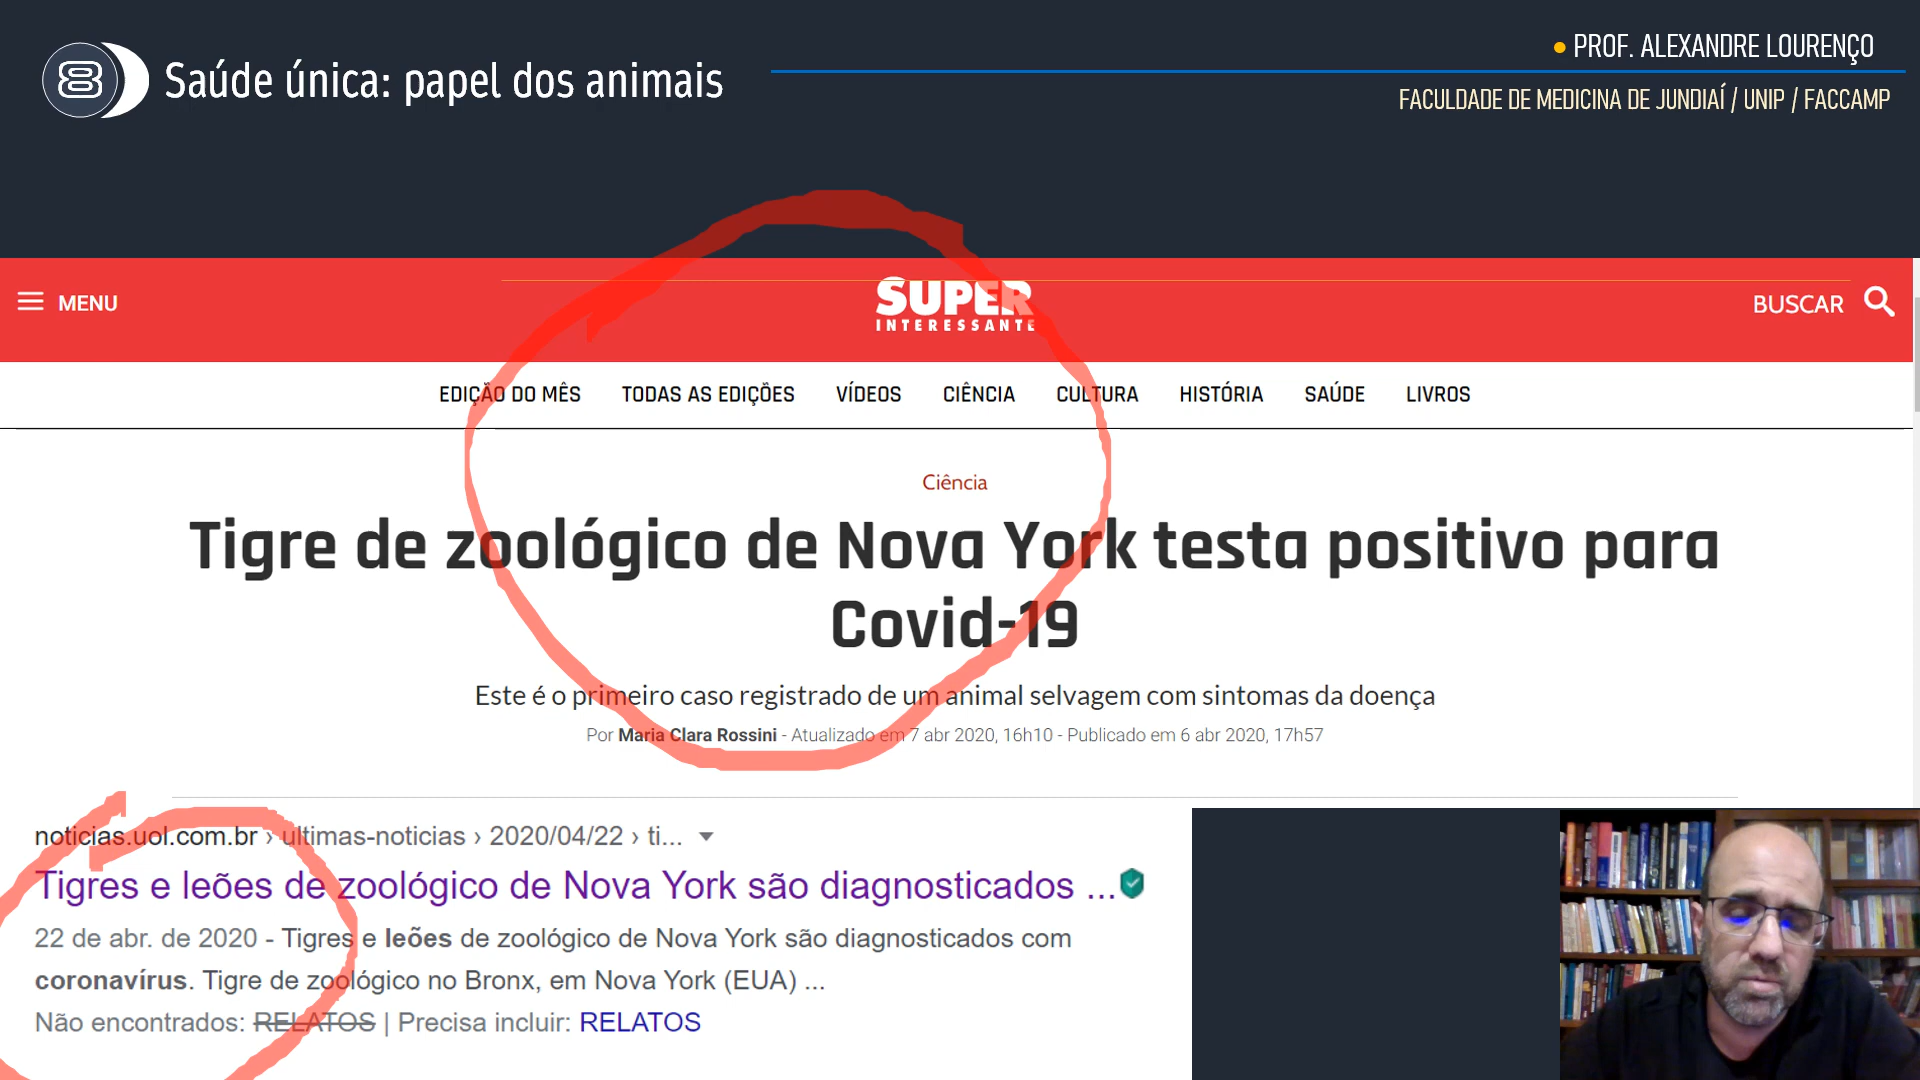 8 Saúde única: papel dos animais
PROF. ALEXANDRE LOURENÇO
FACULDADE DE MEDICINA DE JUNDIAÍ / UNIP / FACCAMP
MENU
SUPER
INTERESSANTE
BUSCAR
EDIÇÃO DO MÊS TODAS AS EDIÇÕES VÍDEOS CIÊNCIA CULTURA HISTÓRIA SAÚDE LIVROS
Ciência
Tigre de zoológico de Nova York testa positivo para
Covid-19
Este é o primeiro caso registrado de um animal selvagem com sintomas da doença
Por Maria Clara Rossini - Atualizado em 7 abr 2020, 16h10 - Publicado em 6 abr 2020, 17h57
noticias.uol.com.br › ultimas-noticias › 2020/04/22 › ti...
Tigres e leões de zoológico de Nova York são diagnosticados ...
22 de abr. de 2020 - Tigres e leões de zoológico de Nova York são diagnosticados com
coronavírus. Tigre de zoológico no Bronx, em Nova York (EUA) ...
Não encontrados: RELATOS | Precisa incluir: RELATOS